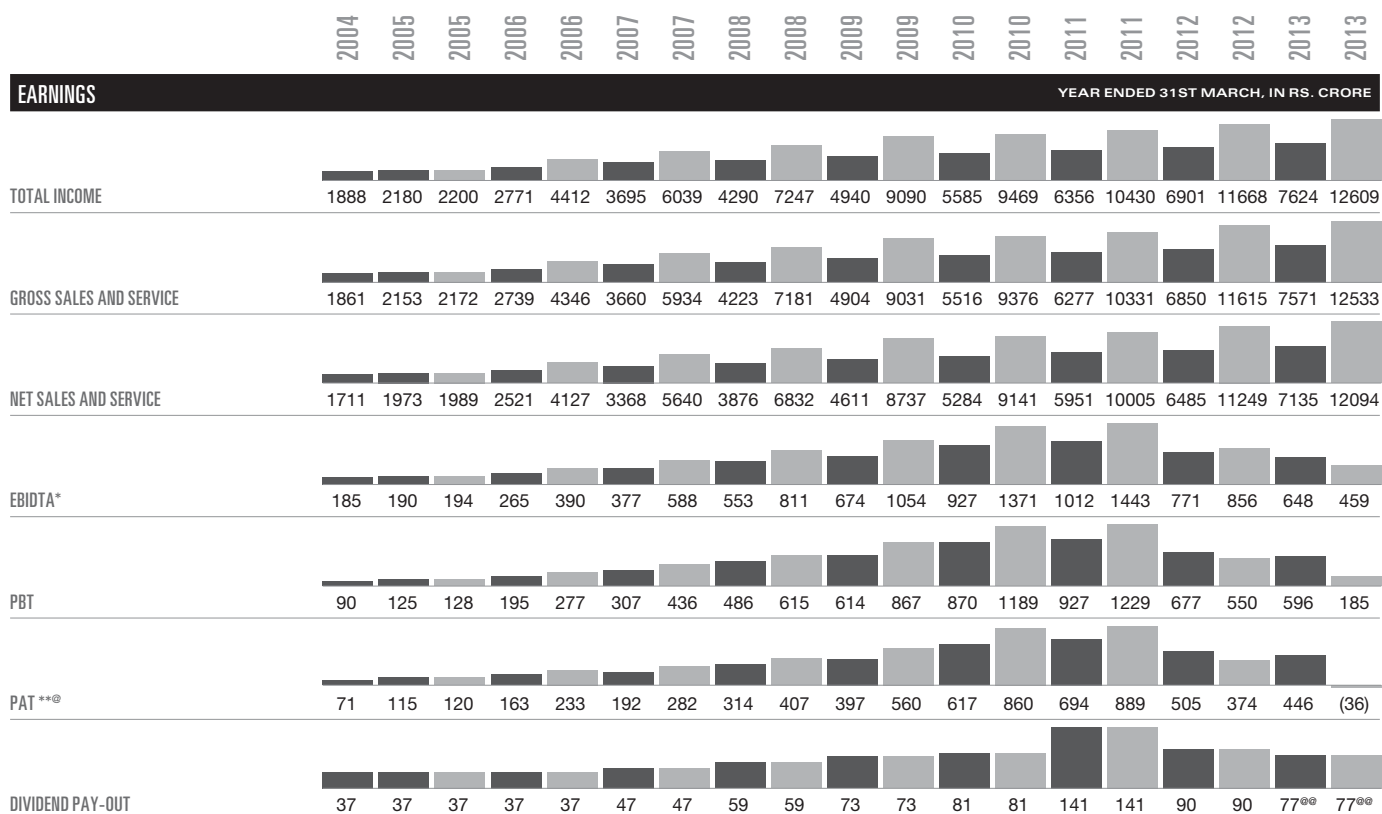 2004 2005 2005 2006 2006 2007 2007 2008 2008 2009 2009 2010 2010 2011 2011 2012 2012 2013 2013
EARNINGS YEAR ENDED 31ST MARCH, IN RS. CRORE
TOTAL INCOME 1888 2180 2200 2771 4412 3695 6039 4290 7247 4940 9090 5585 9469 6356 10430 6901 11668 7624 12609
GROSS SALES AND SERVICE 1861 2153 2172 2739 4346 3660 5934 4223 7181 4904 9031 5516 9376 6277 10331 6850 11615 7571 12533
NET SALES AND SERVICE 1711 1973 1989 2521 4127 3368 5640 3876 6832 4611 8737 5284 9141 5951 10005 6485 11249 7135 12094
EBIDTA* 185 190 194 265 390 377 588 553 811 674 1054 927 1371 1012 1443 771 856 648 459
PBT 90 125 128 195 277 307 436 486 615 614 867 870 1189 927 1229 677 550 596 185
PAT **@ 71 115 120 163 233 192 282 314 407 397 560 617 860 694 889 505 374 446 (36)
DIVIDEND PAY-OUT 37 37 37 37 37 47 47 59 59 73 73 81 81 141 141 90 90 77@@ 77@@